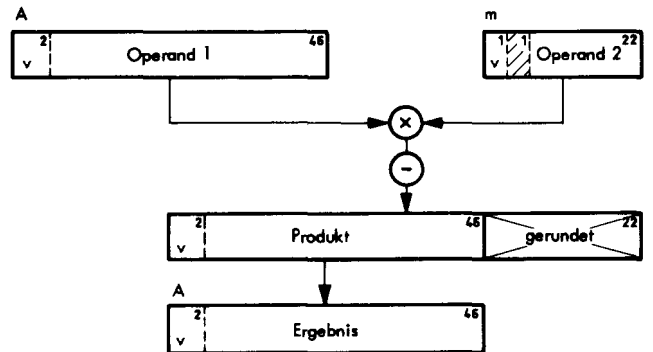 A
m
2 46
v Operand 1
1 1 22
v Operand 2
×
−
2 46 22
v Produkt gerundet
A
2 46
v Ergebnis